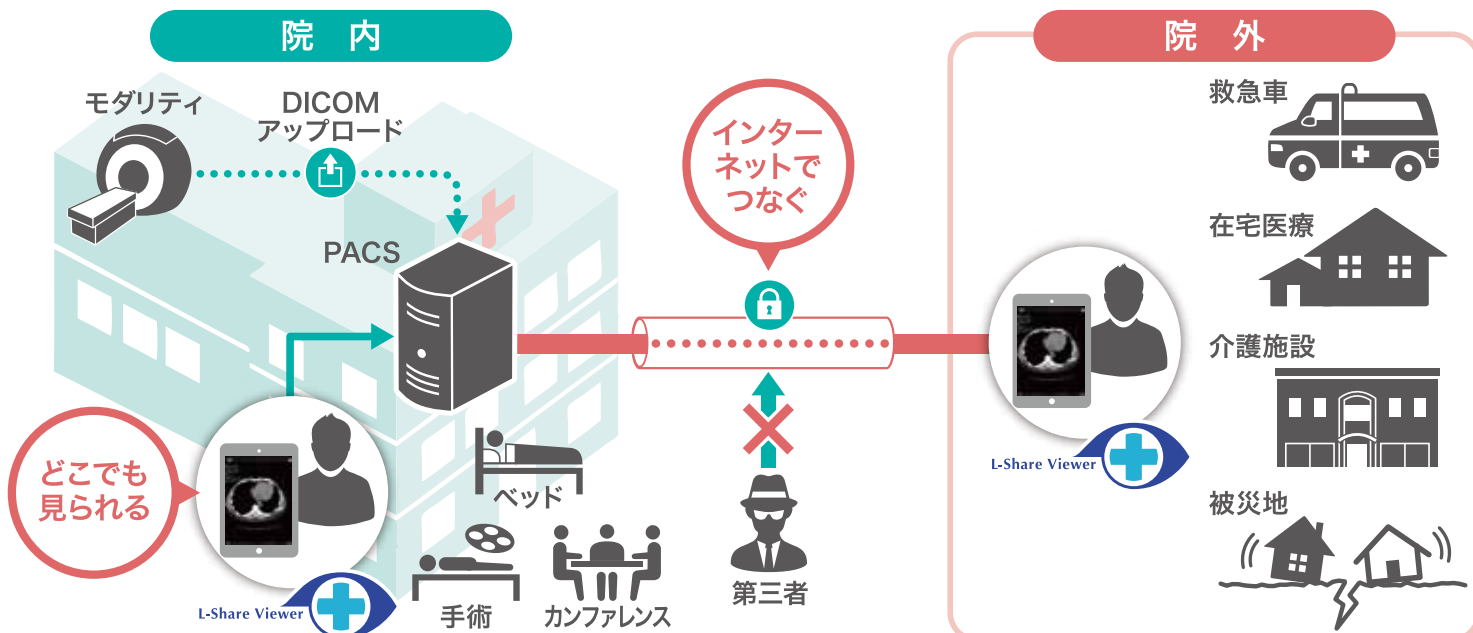 院 内
モダリティ
DICOM
アップロード
PACS
どこでも
見られる
L-Share Viewer
ベッド
手術
カンファレンス
インター
ネットで
つなぐ
第三者
院 外
救急車
在宅医療
介護施設
被災地
L-Share Viewer